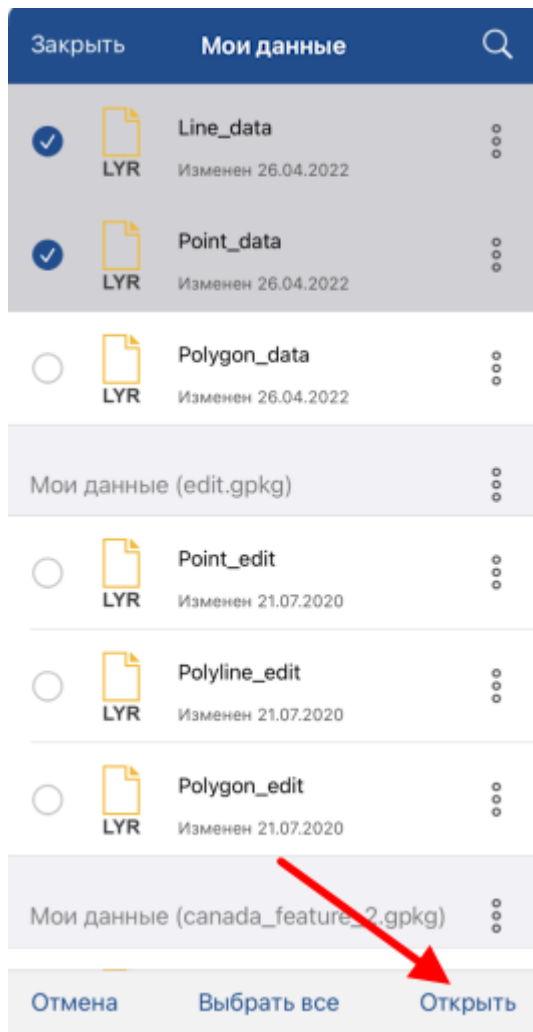 Закрыть Мои данные
Line_data
LYR Изменен 26.04.2022
Point_data
LYR Изменен 26.04.2022
Polygon_data
LYR Изменен 26.04.2022
Мои данные (edit.gpkg)
Point_edit
LYR Изменен 21.07.2020
Polyline_edit
LYR Изменен 21.07.2020
Polygon_edit
LYR Изменен 21.07.2020
Мои данные (canada_feature_2.gpkg)
Отмена Выбрать все Открыть